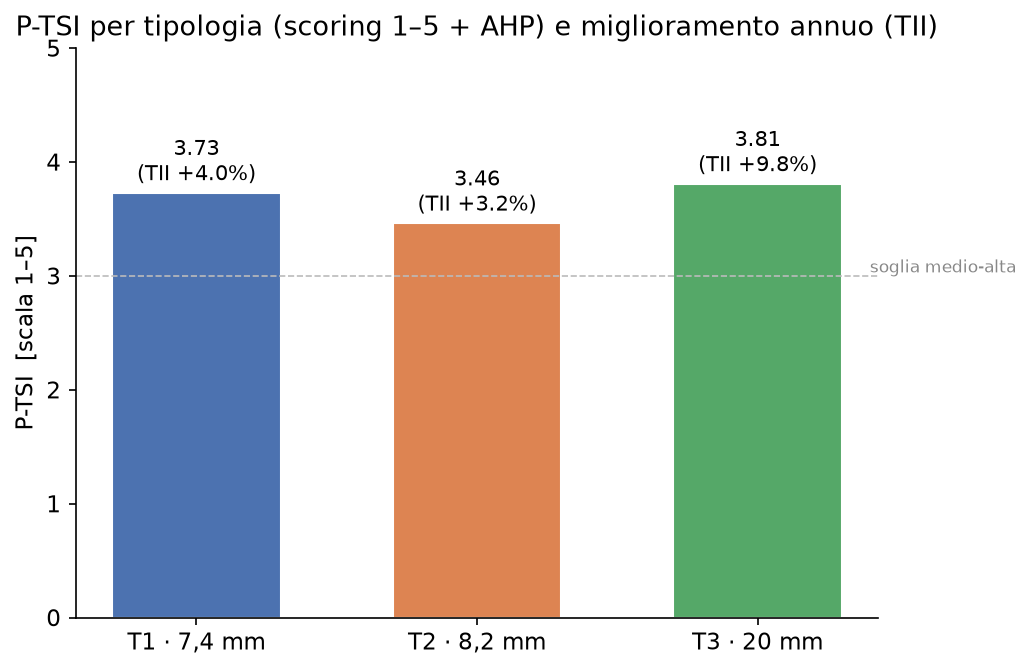 P-TSI per tipologia (scoring 1–5 + AHP) e miglioramento annuo (TII)
P-TSI [scala 1–5]
5
4
3
2
1
0
3.73
(TII +4.0%)
3.46
(TII +3.2%)
3.81
(TII +9.8%)
soglia medio-alta
T1 · 7,4 mm
T2 · 8,2 mm
T3 · 20 mm